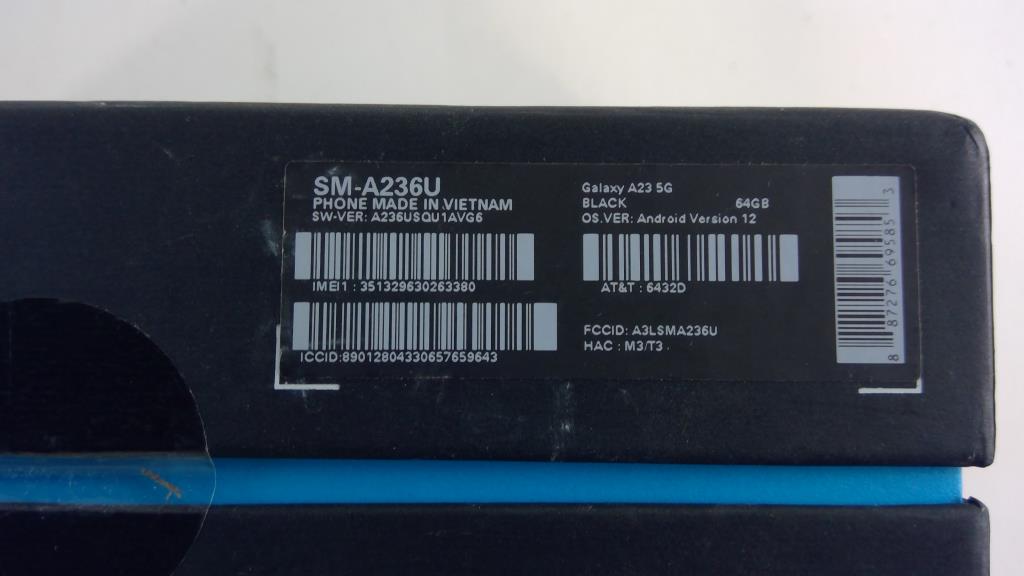 SM-A236U
PHONE MADE IN VIETNAM
SW-VER: A236USQU1AVG6
IMEI1 : 351329630263380
ICCID:89012804330657659643
Galaxy A23 5G
BLACK 64GB
OS.VER: Android Version 12
AT&T : 6432D
FCCID: A3LSMA236U
HAC : M3/T3
8 87276 69585 3